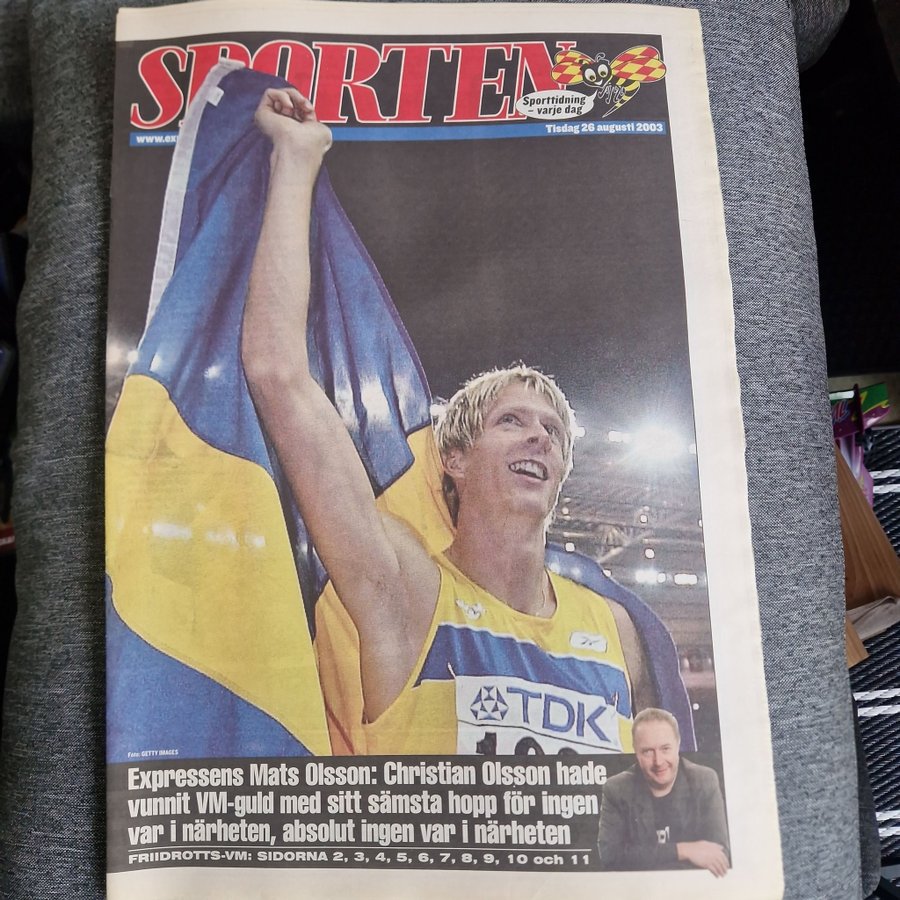 SPORTEN
Sporttidning
– varje dag
www.ex
Tisdag 26 augusti 2003
TDK
Foto: GETTY IMAGES
Expressens Mats Olsson: Christian Olsson hade
vunnit VM-guld med sitt sämsta hopp för ingen
var i närheten, absolut ingen var i närheten
FRIIDROTTS-VM: SIDORNA 2, 3, 4, 5, 6, 7, 8, 9, 10 och 11